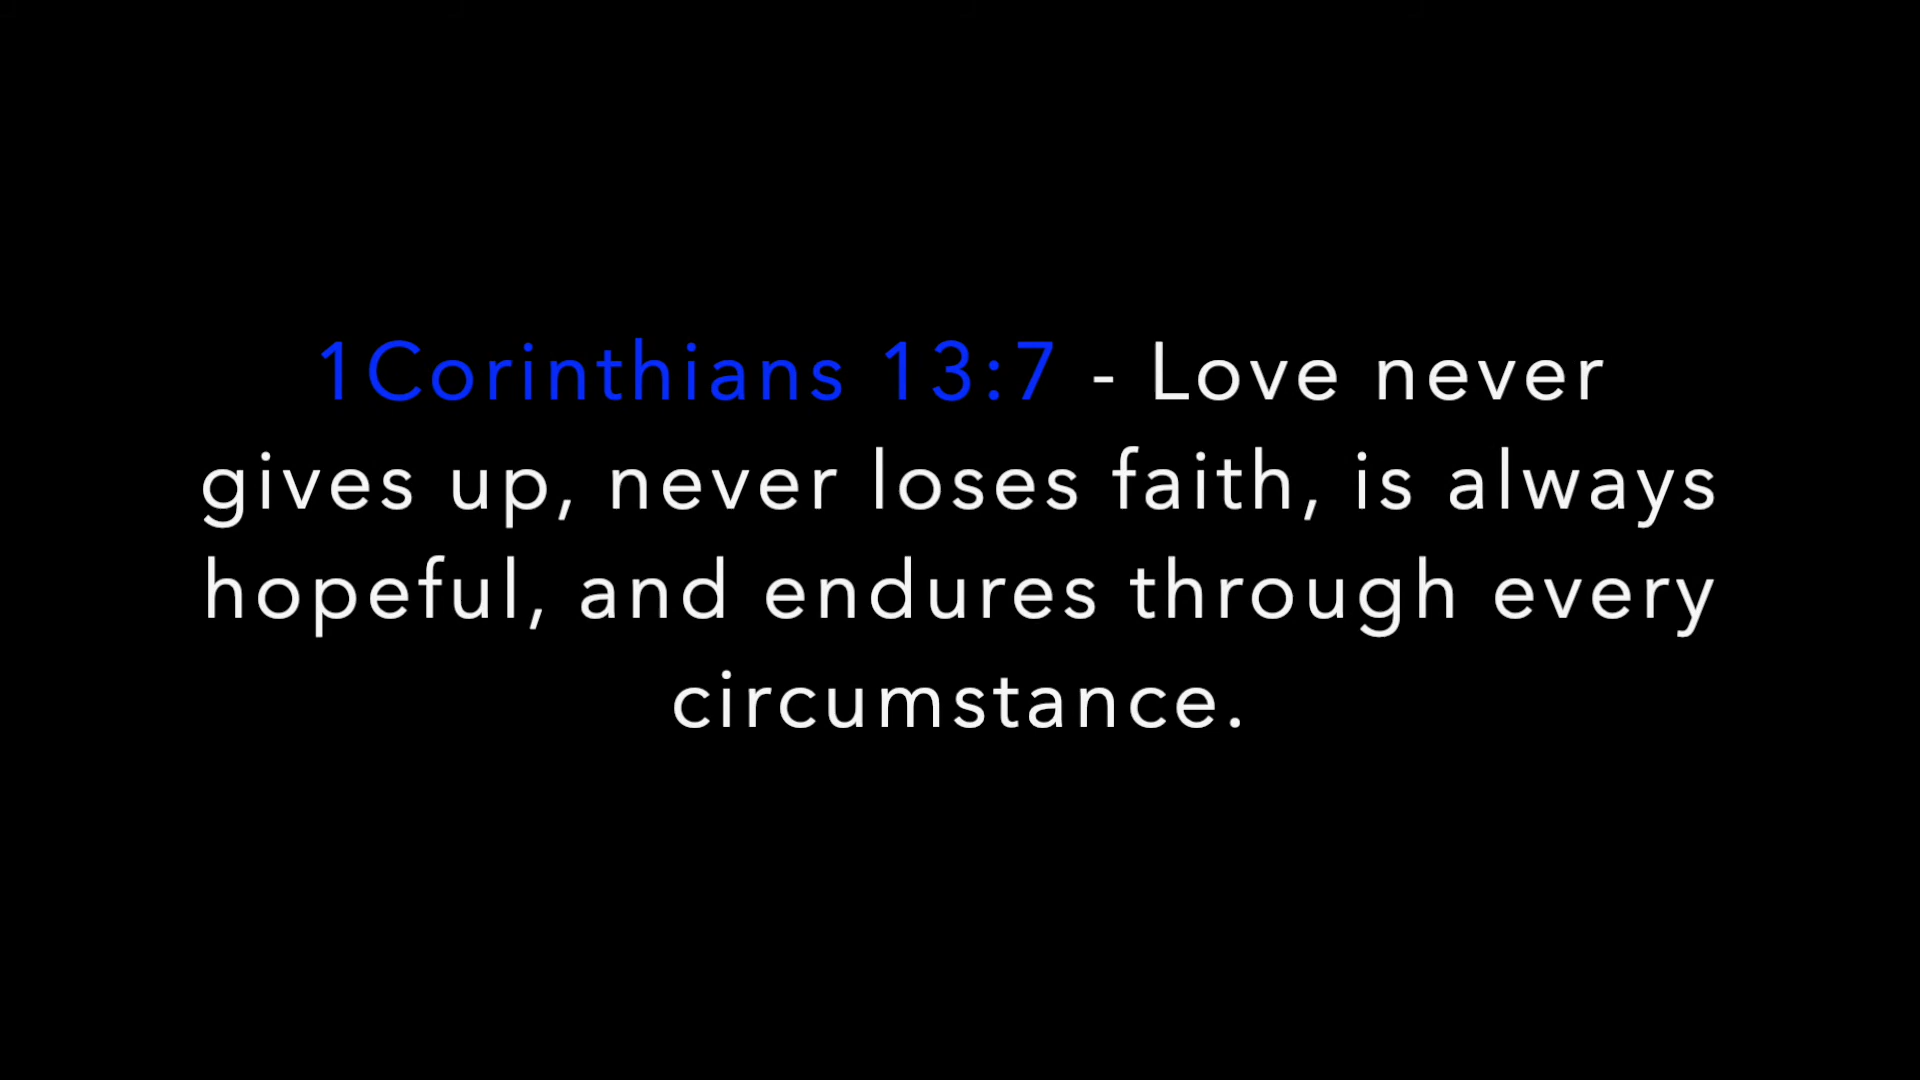 1Corinthians 13:7 - Love never
gives up, never loses faith, is always
hopeful, and endures through every
circumstance.